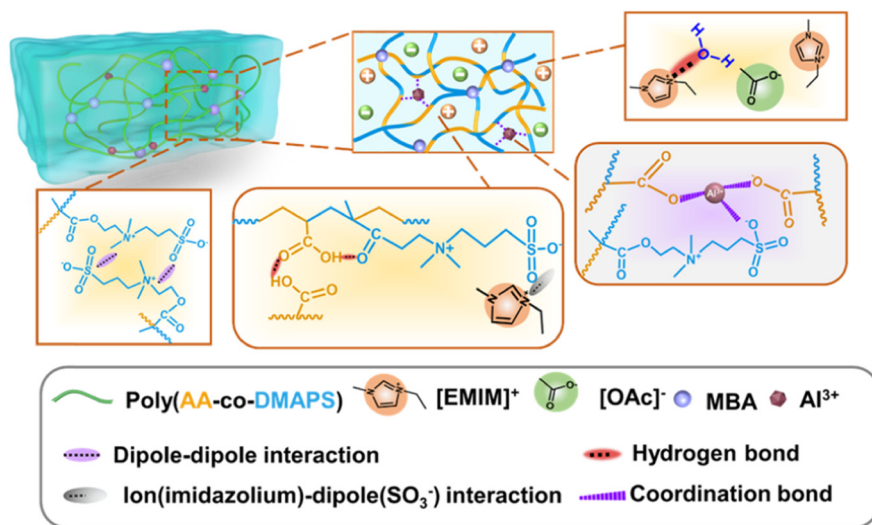 H
H
O
N
N
O
O-
N
N
O
O
N+
S
O
O
O-
-O
O
S
O
N+
O
O
O
OH
HO
O
O
N+
O
S
O-
O
N
N
O
C
O
Al3+
-O
C
O
-O
O
S
O
O
C
O
N+
Poly(AA-co-DMAPS) [EMIM]+ [OAc]- MBA Al3+
Dipole-dipole interaction Hydrogen bond
Ion(imidazolium)-dipole(SO3-) interaction Coordination bond